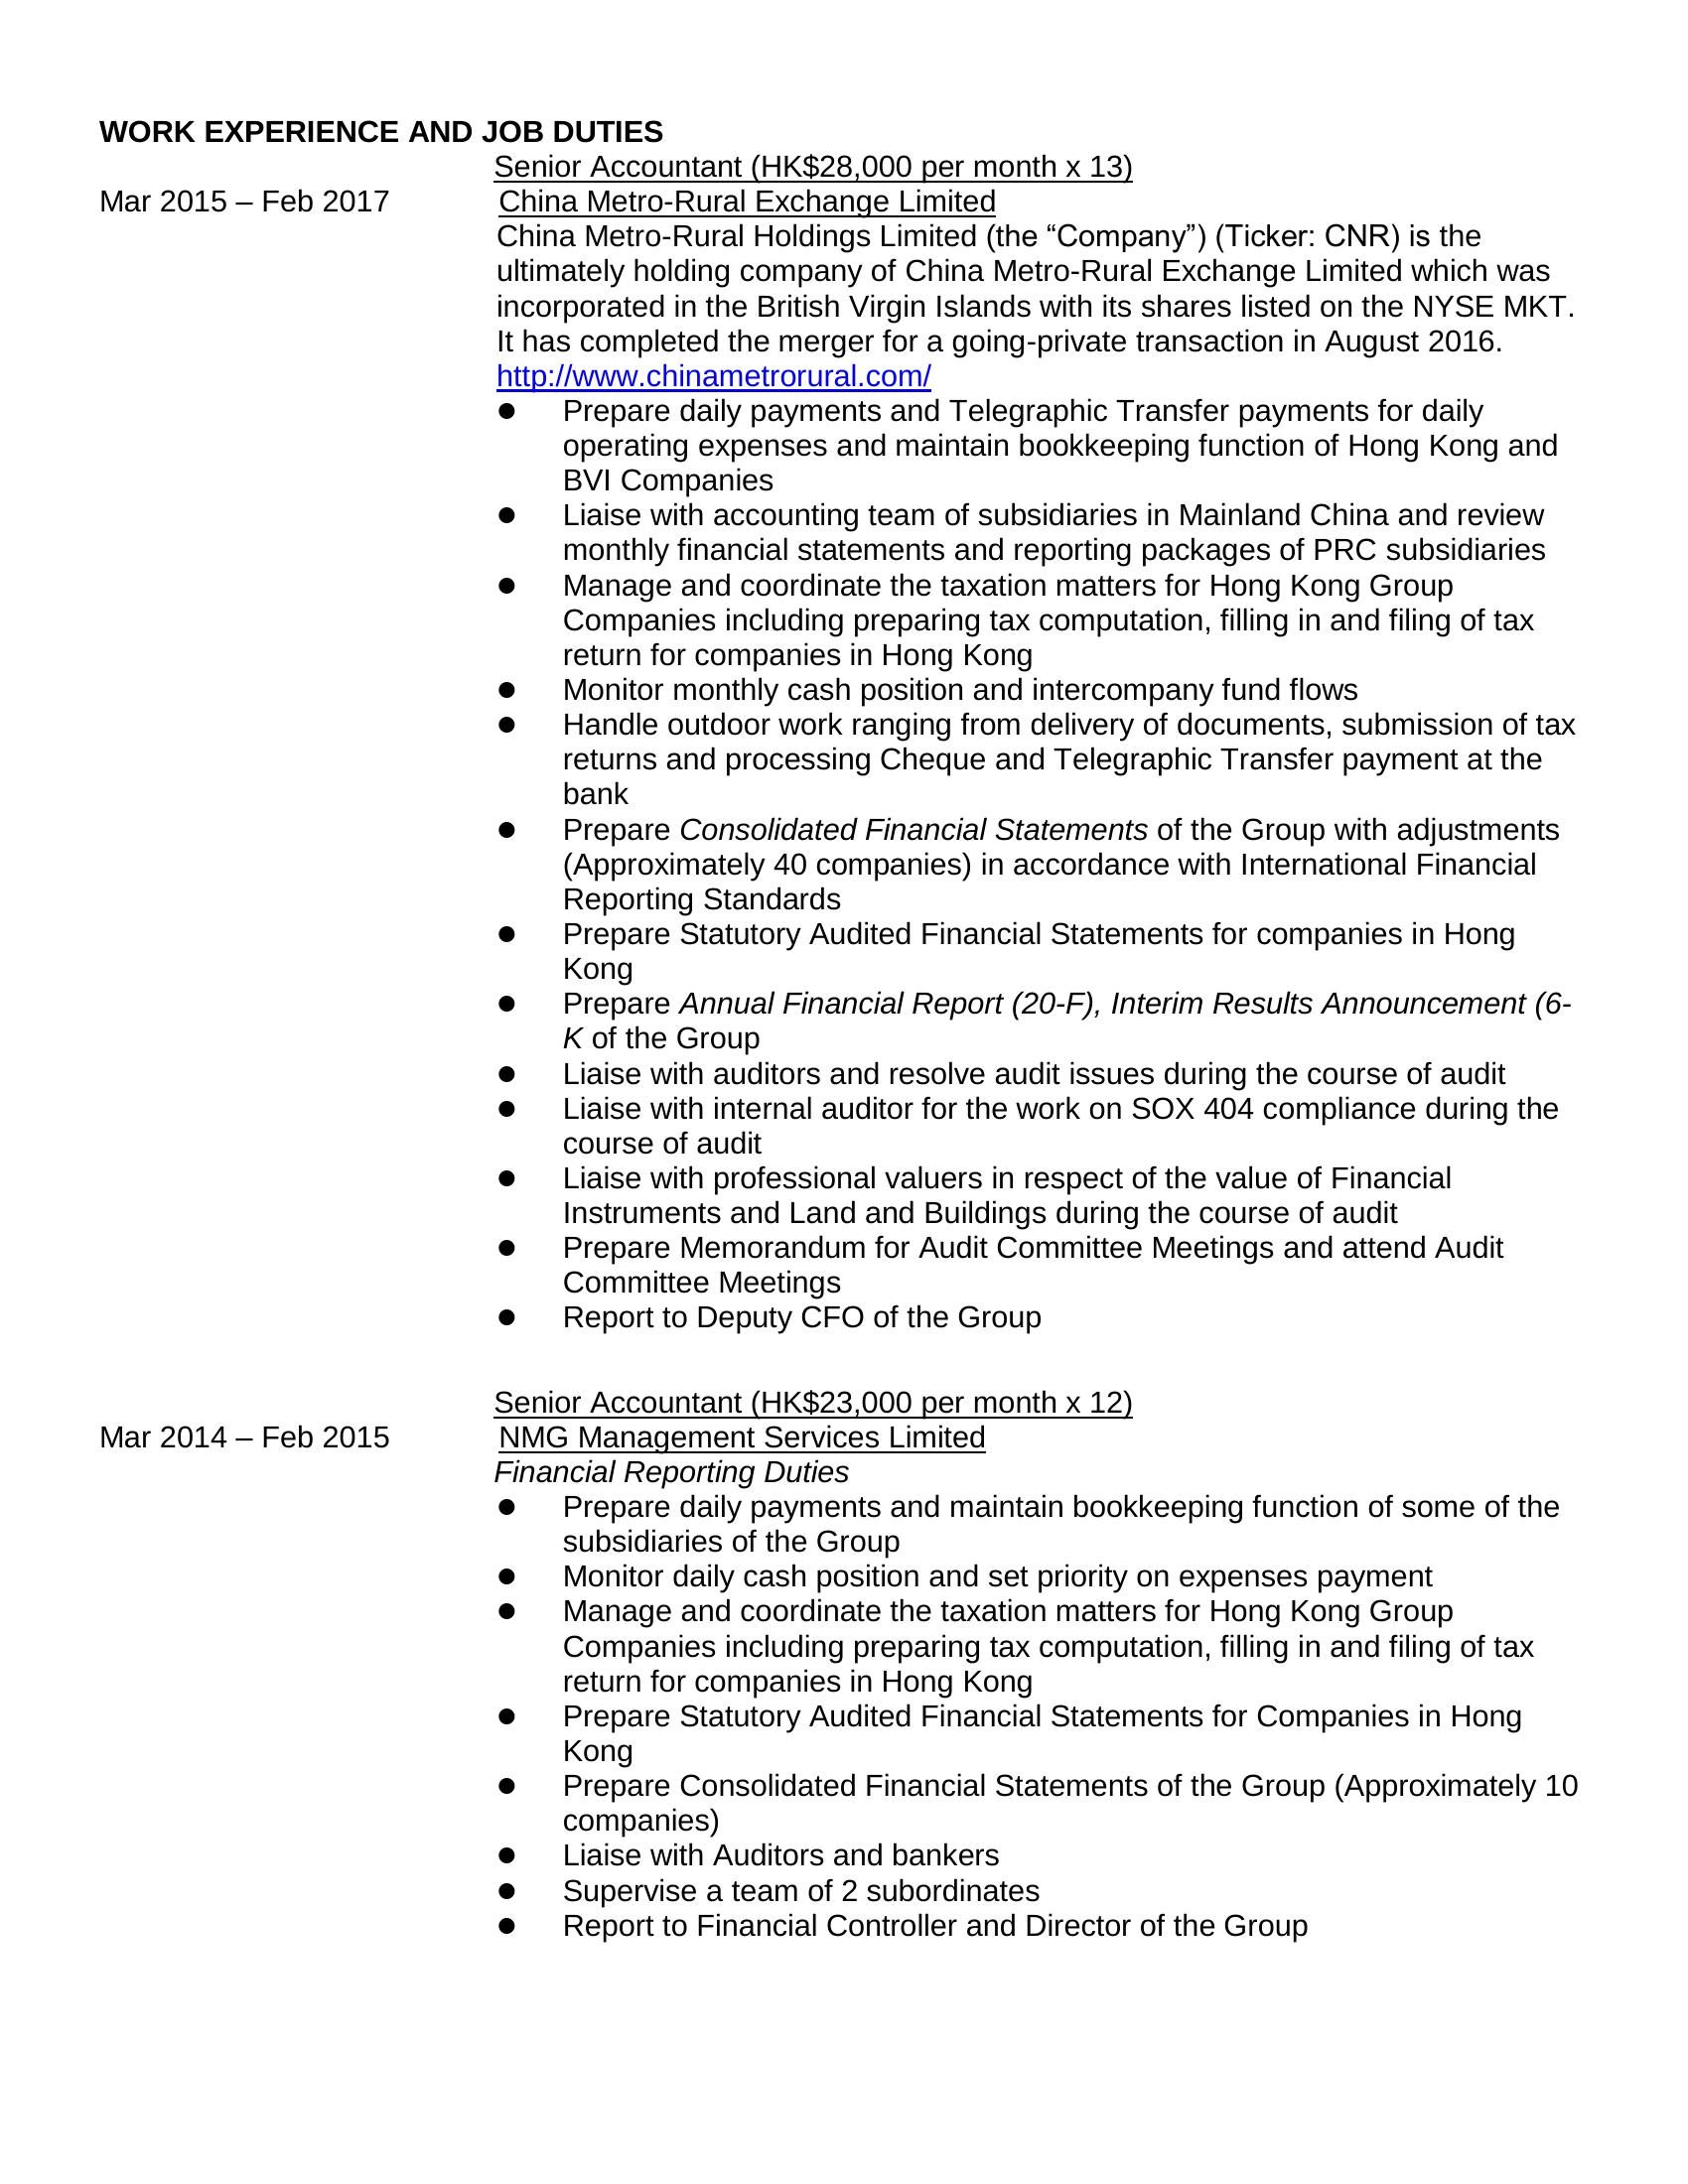 WORK EXPERIENCE AND JOB DUTIES
Senior Accountant (HK$28,000 per month x 13)
Mar 2015 – Feb 2017 China Metro-Rural Exchange Limited
China Metro-Rural Holdings Limited (the “Company”) (Ticker: CNR) is the
ultimately holding company of China Metro-Rural Exchange Limited which was
incorporated in the British Virgin Islands with its shares listed on the NYSE MKT.
It has completed the merger for a going-private transaction in August 2016.
http://www.chinametrorural.com/
● Prepare daily payments and Telegraphic Transfer payments for daily
operating expenses and maintain bookkeeping function of Hong Kong and
BVI Companies
● Liaise with accounting team of subsidiaries in Mainland China and review
monthly financial statements and reporting packages of PRC subsidiaries
● Manage and coordinate the taxation matters for Hong Kong Group
Companies including preparing tax computation, filling in and filing of tax
return for companies in Hong Kong
● Monitor monthly cash position and intercompany fund flows
● Handle outdoor work ranging from delivery of documents, submission of tax
returns and processing Cheque and Telegraphic Transfer payment at the
bank
● Prepare Consolidated Financial Statements of the Group with adjustments
(Approximately 40 companies) in accordance with International Financial
Reporting Standards
● Prepare Statutory Audited Financial Statements for companies in Hong
Kong
● Prepare Annual Financial Report (20-F), Interim Results Announcement (6-
K of the Group
● Liaise with auditors and resolve audit issues during the course of audit
● Liaise with internal auditor for the work on SOX 404 compliance during the
course of audit
● Liaise with professional valuers in respect of the value of Financial
Instruments and Land and Buildings during the course of audit
● Prepare Memorandum for Audit Committee Meetings and attend Audit
Committee Meetings
● Report to Deputy CFO of the Group
Senior Accountant (HK$23,000 per month x 12)
Mar 2014 – Feb 2015 NMG Management Services Limited
Financial Reporting Duties
● Prepare daily payments and maintain bookkeeping function of some of the
subsidiaries of the Group
● Monitor daily cash position and set priority on expenses payment
● Manage and coordinate the taxation matters for Hong Kong Group
Companies including preparing tax computation, filling in and filing of tax
return for companies in Hong Kong
● Prepare Statutory Audited Financial Statements for Companies in Hong
Kong
● Prepare Consolidated Financial Statements of the Group (Approximately 10
companies)
● Liaise with Auditors and bankers
● Supervise a team of 2 subordinates
● Report to Financial Controller and Director of the Group